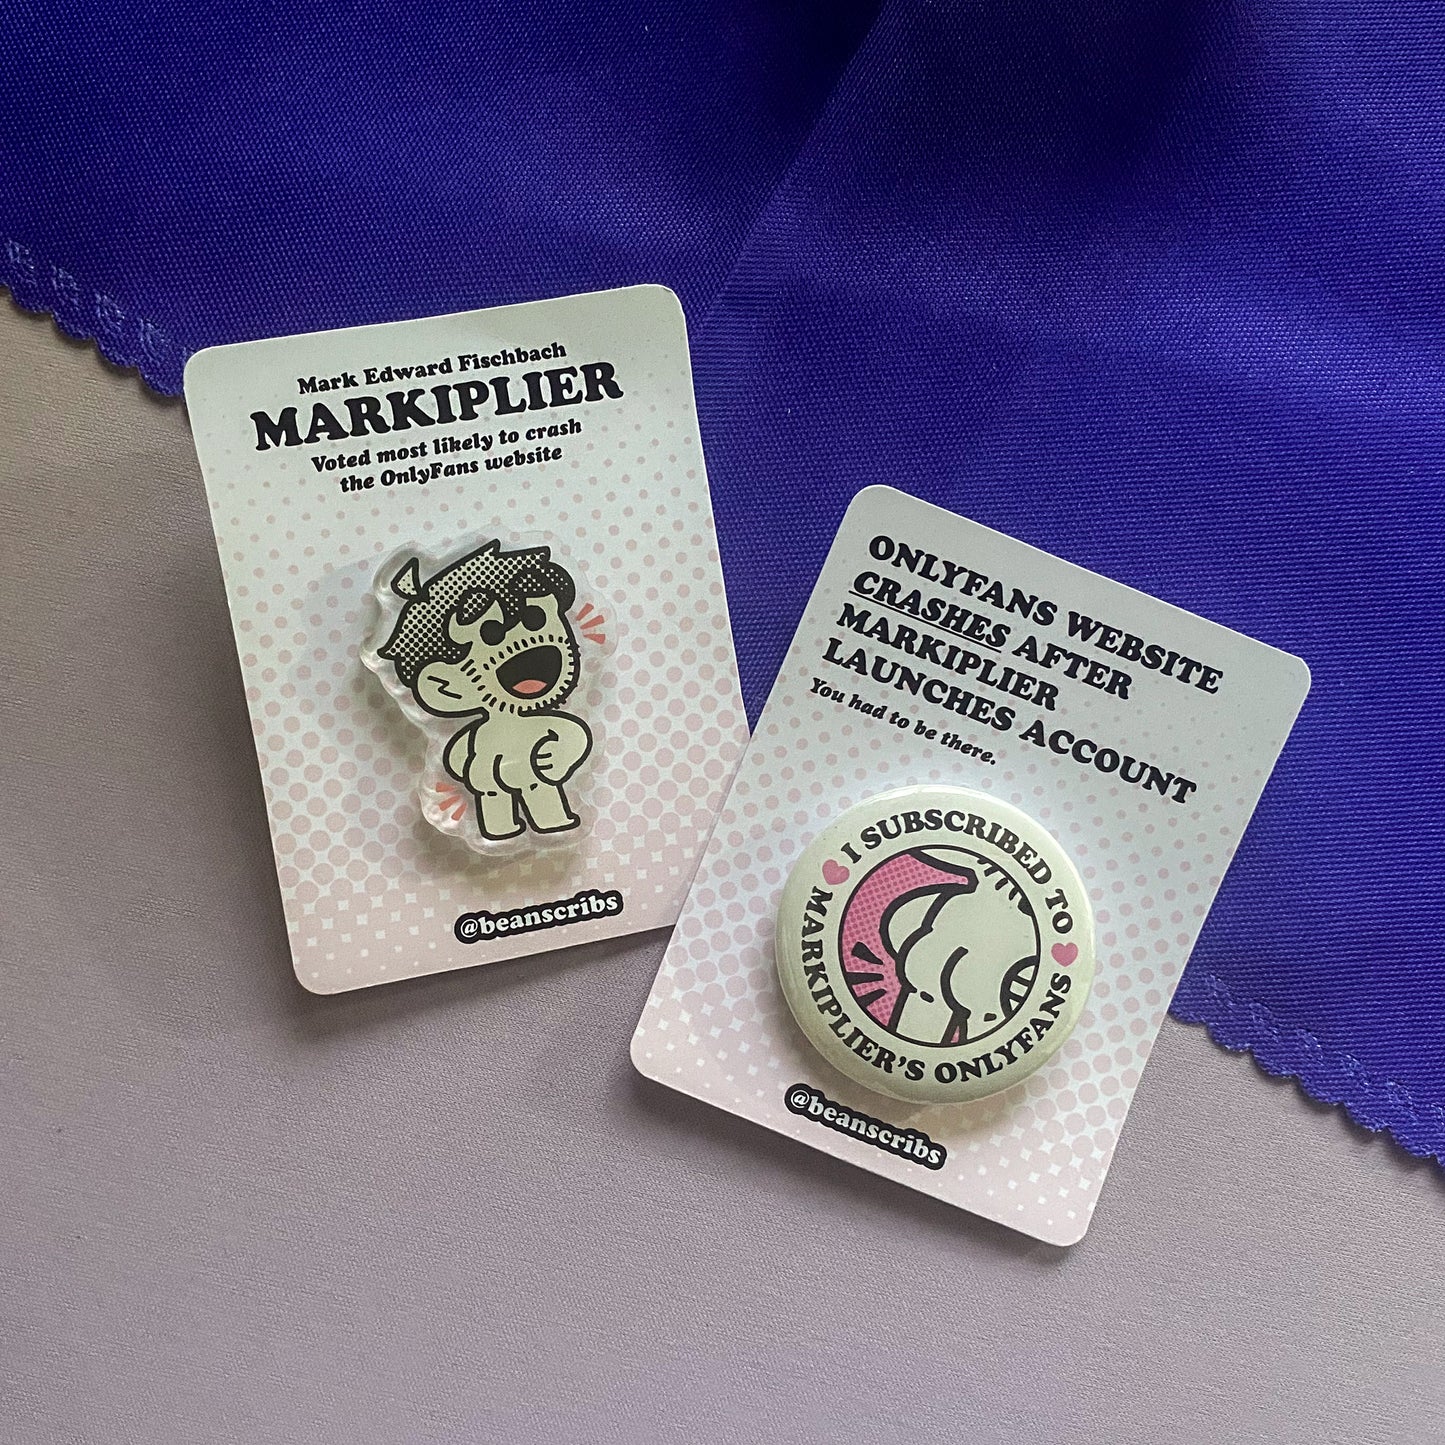 Mark Edward Fischbach
MARKIPLIER
Voted most likely to crash
the OnlyFans website
@beanscribs
ONLYFANS WEBSITE
CRASHES AFTER
MARKIPLIER
LAUNCHES ACCOUNT
You had to be there.
I SUBSCRIBED TO
MARKIPLIER'S ONLYFANS
@beanscribs